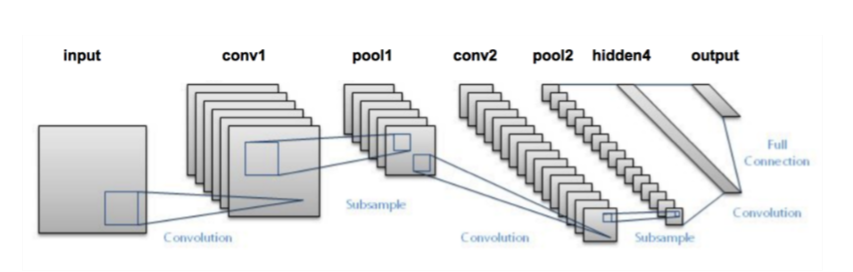 input conv1 pool1 conv2 pool2 hidden4 output
Full
Connection
Subsample
Convolution
Convolution
Convolution
Subsample